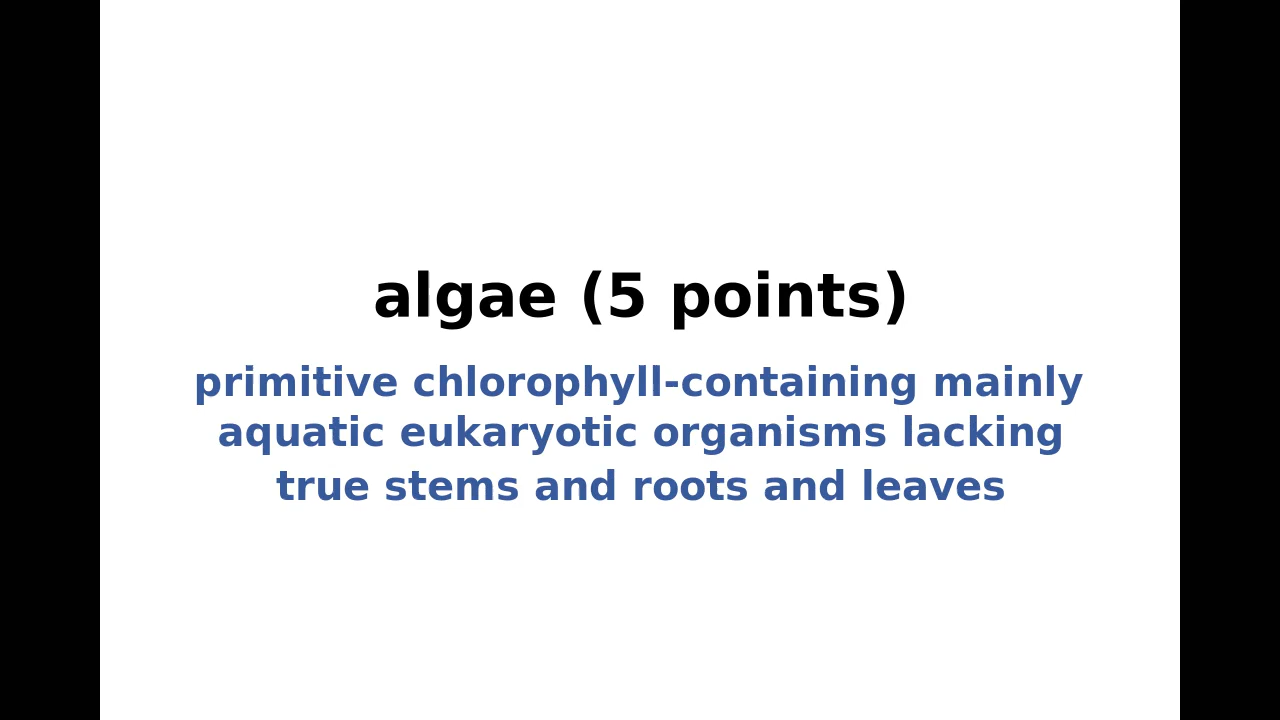 algae (5 points)
primitive chlorophyll-containing mainly
aquatic eukaryotic organisms lacking
true stems and roots and leaves